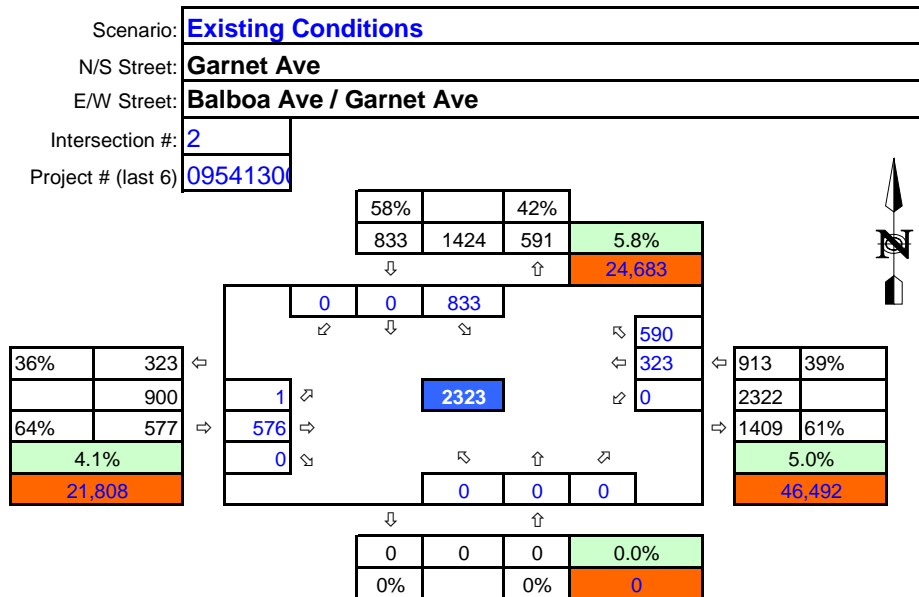 Scenario: Existing Conditions
N/S Street: Garnet Ave
E/W Street: Balboa Ave / Garnet Ave
Intersection #: 2
Project # (last 6) 09541300
N
58% 42%
833 1424 591 5.8%
⇩ ⇧ 24,683
0 0 833
⬃ ⇩ ⬂ ⬁ 590
36% 323 ⇦ ⇦ 323 ⇦ 913 39%
900 1 ⬀ 2323 ⬃ 0 2322
64% 577 ⇨ 576 ⇨ ⇨ 1409 61%
4.1% 0 ⬂ ⬁ ⇧ ⬀ 5.0%
21,808 0 0 0 46,492
⇩ ⇧
0 0 0 0.0%
0% 0% 0